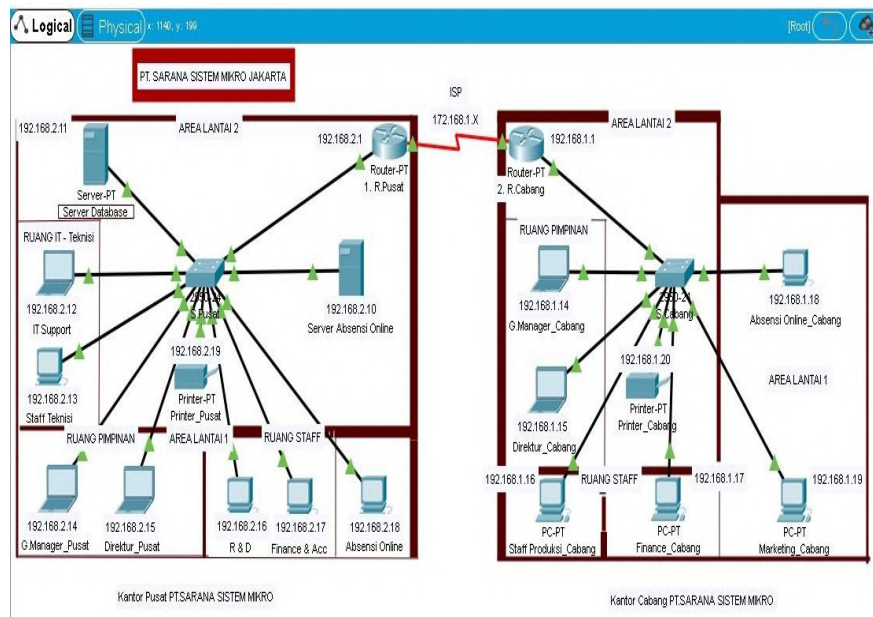 Logical
Physical
x: 1140, y: 199
[Root]
PT. SARANA SISTEM MIKRO JAKARTA
ISP
172.168.1.X
192.168.2.11
AREA LANTAI 2
192.168.2.1
Router-PT
1. R.Pusat
Server-PT
Server Database
RUANG IT - Teknisi
192.168.2.12
IT Support
2950-24
S.Pusat
192.168.2.10
Server Absensi Online
192.168.2.13
Staff Teknisi
192.168.2.19
Printer-PT
Printer_Pusat
RUANG PIMPINAN
AREA LANTAI 1
RUANG STAFF
192.168.2.14
G.Manager_Pusat
192.168.2.15
Direktur_Pusat
192.168.2.16
R & D
192.168.2.17
Finance & Acc
192.168.2.18
Absensi Online
Kantor Pusat PT.SARANA SISTEM MIKRO
192.168.1.1
AREA LANTAI 2
Router-PT
2. R.Cabang
RUANG PIMPINAN
192.168.1.14
G.Manager_Cabang
2950-24
S.Cabang
192.168.1.18
Absensi Online_Cabang
192.168.1.15
Direktur_Cabang
192.168.1.20
Printer-PT
Printer_Cabang
AREA LANTAI 1
192.168.1.16
RUANG STAFF
192.168.1.17
192.168.1.19
PC-PT
Staff Produksi_Cabang
PC-PT
Finance_Cabang
PC-PT
Marketing_Cabang
Kantor Cabang PT.SARANA SISTEM MIKRO